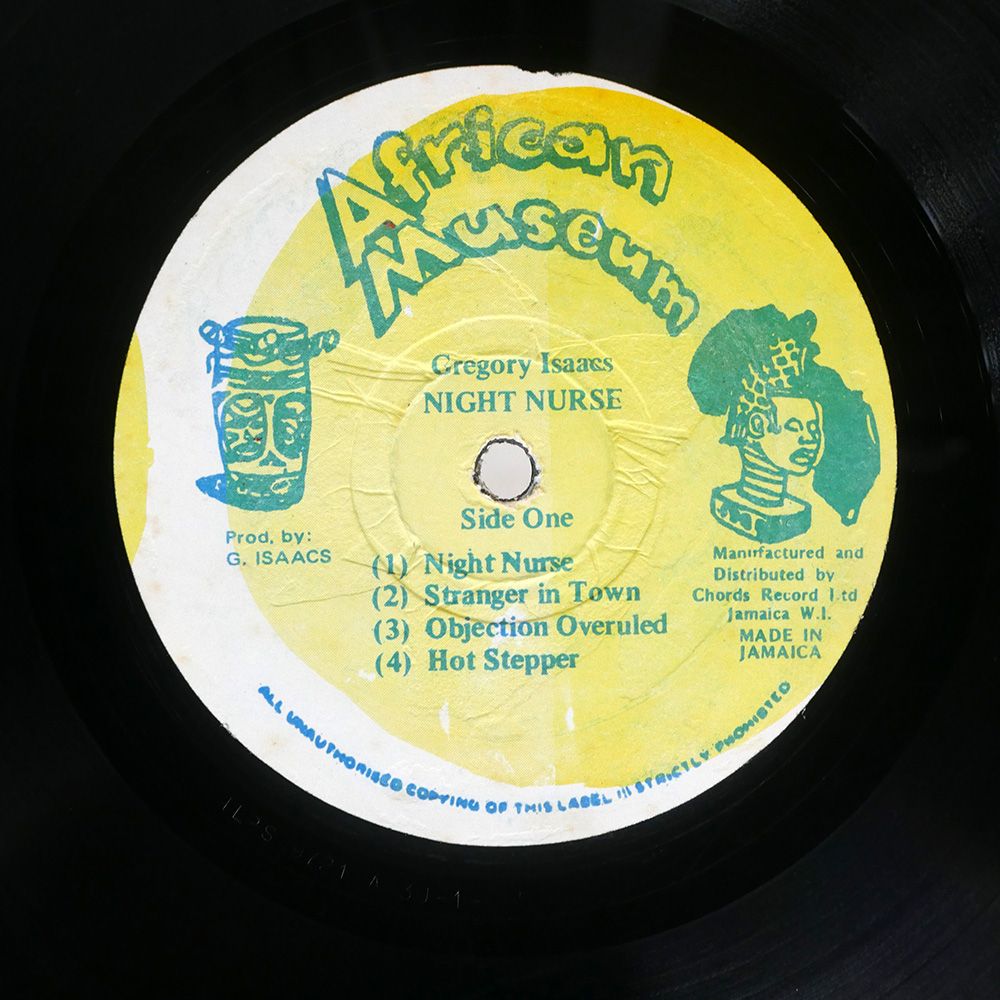 African
Museum
Gregory Isaacs
NIGHT NURSE
Side One
(1) Night Nurse
(2) Stranger in Town
(3) Objection Overuled
(4) Hot Stepper
Prod. by:
G. ISAACS
Manufactured and
Distributed by
Chords Record Ltd
Jamaica W.I.
MADE IN
JAMAICA
ALL UNAUTHORISED COPYING OF THIS LABEL IS STRICTLY PROHIBITED